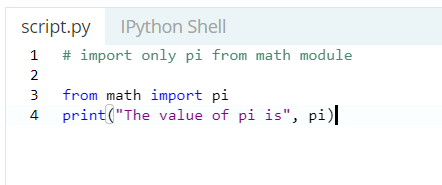 script.py IPython Shell
1 # import only pi from math module
2
3 from math import pi
4 print("The value of pi is", pi)